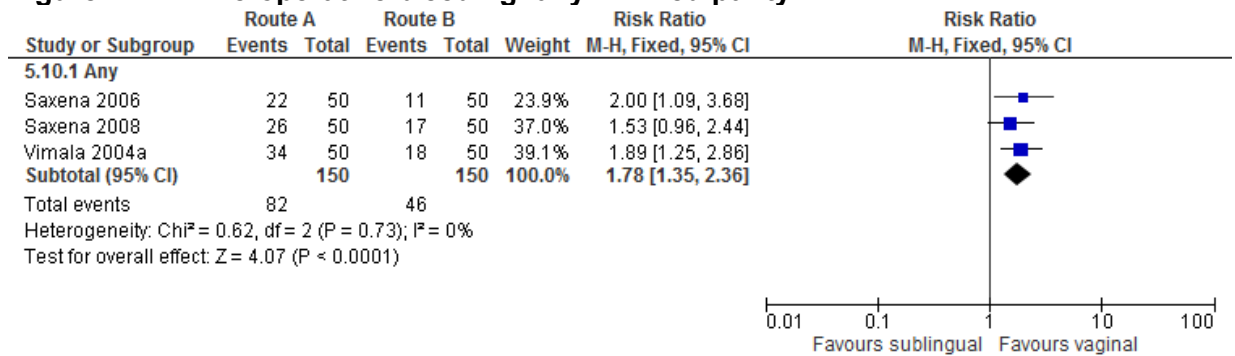 Route A Route B Risk Ratio Risk Ratio
Study or Subgroup Events Total Events Total Weight M-H, Fixed, 95% CI M-H, Fixed, 95% CI
5.10.1 Any
Saxena 2006 22 50 11 50 23.9% 2.00 [1.09, 3.68]
Saxena 2008 26 50 17 50 37.0% 1.53 [0.96, 2.44]
Vimala 2004a 34 50 18 50 39.1% 1.89 [1.25, 2.86]
Subtotal (95% CI) 150 150 100.0% 1.78 [1.35, 2.36]
Total events 82 46
Heterogeneity: Chi² = 0.62, df = 2 (P = 0.73); I² = 0%
Test for overall effect: Z = 4.07 (P < 0.0001)
0.01 0.1 1 10 100
Favours sublingual Favours vaginal